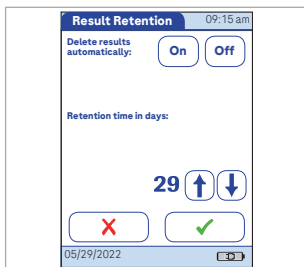 Result Retention 09:15 am
Delete results
automatically:
On Off
Retention time in days:
29
05/29/2022